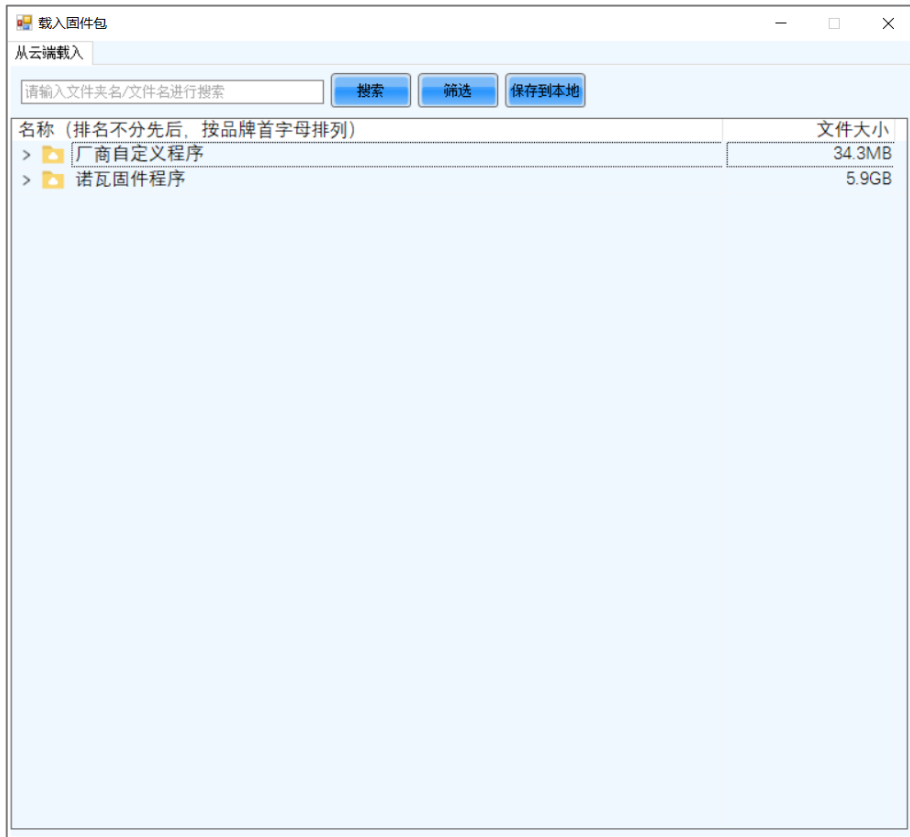 载入固件包
从云端载入
请输入文件夹名/文件名进行搜索 搜索 筛选 保存到本地
名称（排名不分先后，按品牌首字母排列） 文件大小
厂商自定义程序 34.3MB
诺瓦固件程序 5.9GB